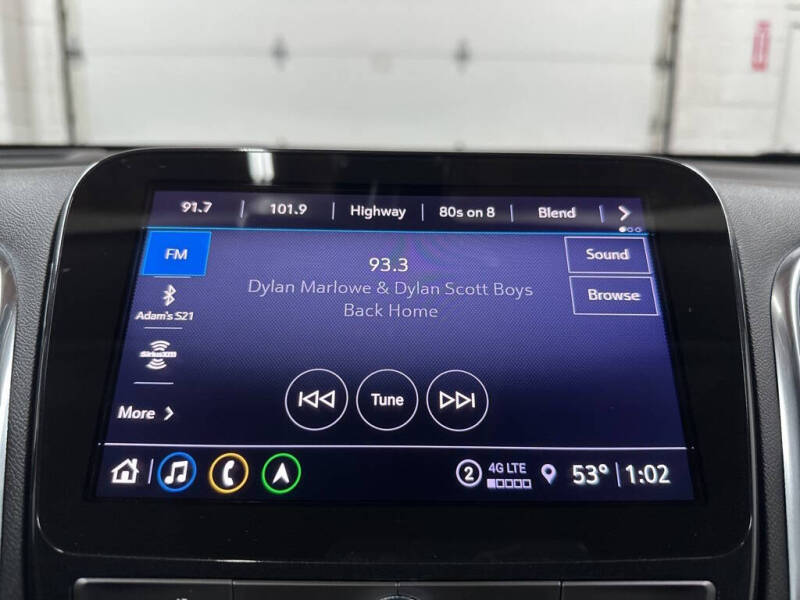 91.7 101.9 Highway 80s on 8 Blend
FM
Sound
93.3
Dylan Marlowe & Dylan Scott Boys
Back Home
Browse
Adam's S21
SiriusXM
Tune
More
2 4G LTE 53° 1:02